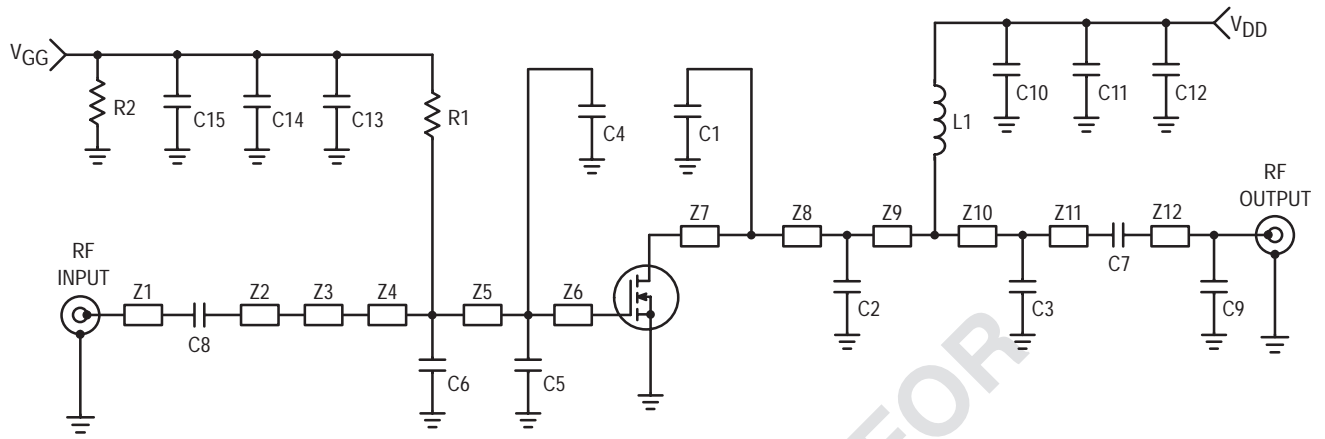 VGG
VDD
R2
C15
C14
C13
R1
C4
C1
L1
C10
C11
C12
RF
INPUT
Z1
C8
Z2
Z3
Z4
C6
Z5
C5
Z6
Z7
Z8
C2
Z9
Z10
C3
Z11
C7
Z12
C9
RF
OUTPUT
FOR